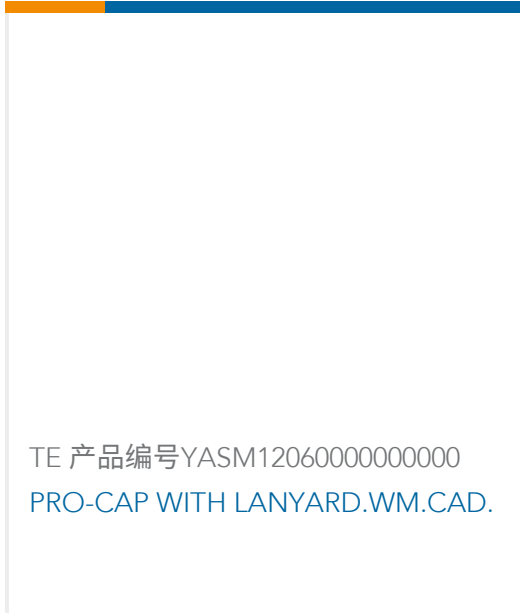 TE 产品编号YASM12060000000000
PRO-CAP WITH LANYARD.WM.CAD.